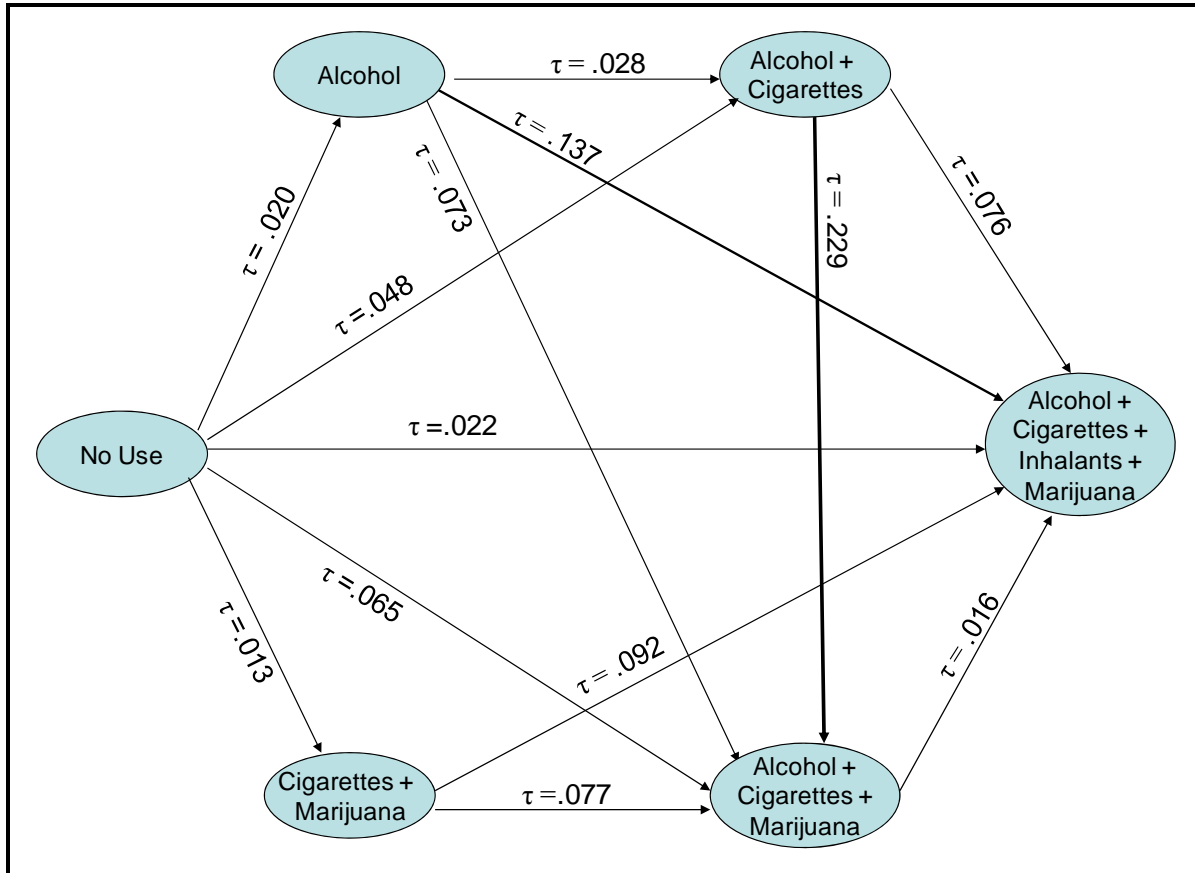 Alcohol
τ = .028
Alcohol +
Cigarettes
τ = .137
τ = .073
τ = .020
τ =.048
τ = .229
τ =.076
No Use
τ =.022
Alcohol +
Cigarettes +
Inhalants +
Marijuana
τ =.013
τ =.065
τ = .092
τ = .016
Cigarettes +
Marijuana
τ =.077
Alcohol +
Cigarettes +
Marijuana